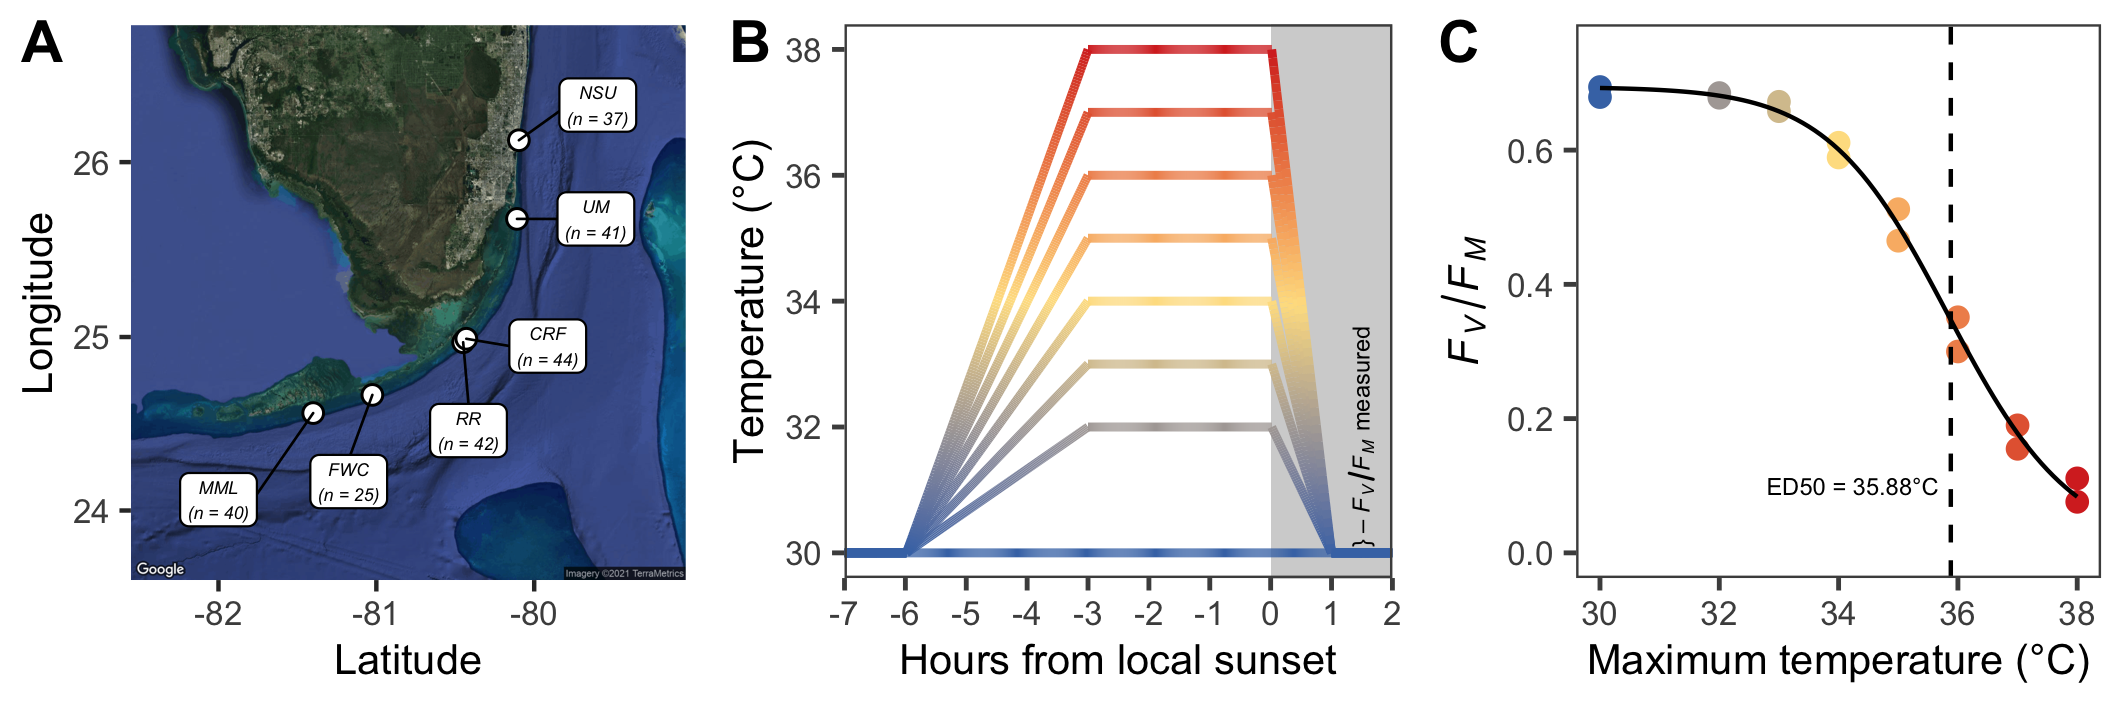 A
Longitude
26
25
24
NSU
(n = 37)
UM
(n = 41)
CRF
(n = 44)
RR
(n = 42)
FWC
(n = 25)
MML
(n = 40)
Google
Imagery ©2021 TerraMetrics
-82 -81 -80
Latitude
B
Temperature (°C)
38
36
34
32
30
} – FV/FM measured
-7 -6 -5 -4 -3 -2 -1 0 1 2
Hours from local sunset
C
FV/FM
0.6
0.4
0.2
0.0
ED50 = 35.88°C
30 32 34 36 38
Maximum temperature (°C)